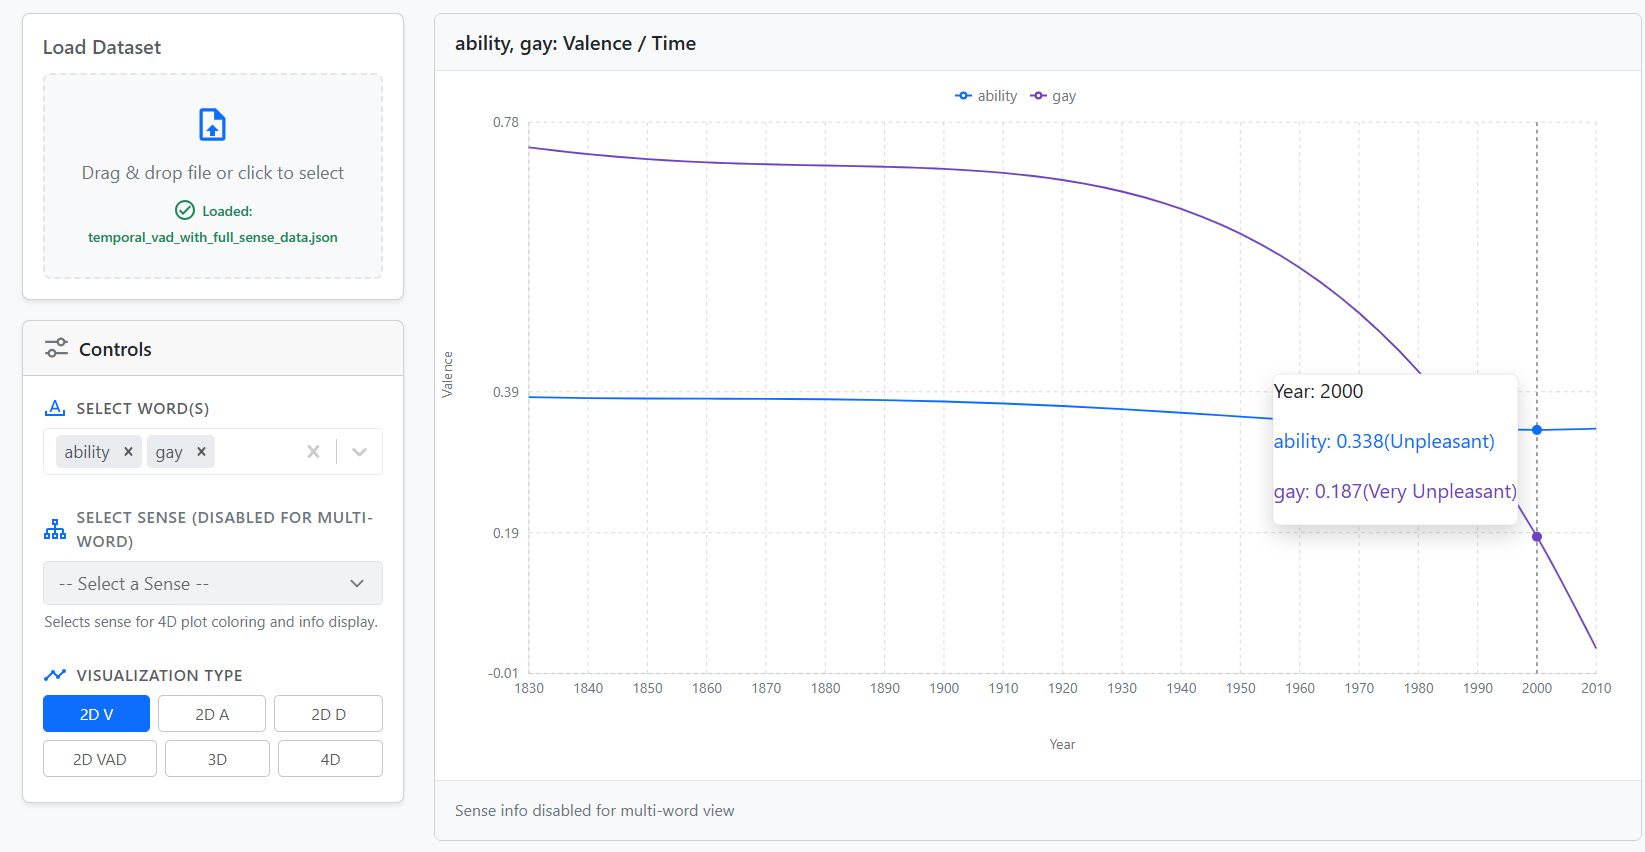 Load Dataset
Drag & drop file or click to select
Loaded:
temporal_vad_with_full_sense_data.json
Controls
SELECT WORD(S)
ability × gay ×
SELECT SENSE (DISABLED FOR MULTI-
WORD)
-- Select a Sense --
Selects sense for 4D plot coloring and info display.
VISUALIZATION TYPE
2D V 2D A 2D D
2D VAD 3D 4D
ability, gay: Valence / Time
ability gay
0.78
0.39
0.19
-0.01
Valence
Year: 2000
ability: 0.338(Unpleasant)
gay: 0.187(Very Unpleasant)
1830 1840 1850 1860 1870 1880 1890 1900 1910 1920 1930 1940 1950 1960 1970 1980 1990 2000 2010
Year
Sense info disabled for multi-word view